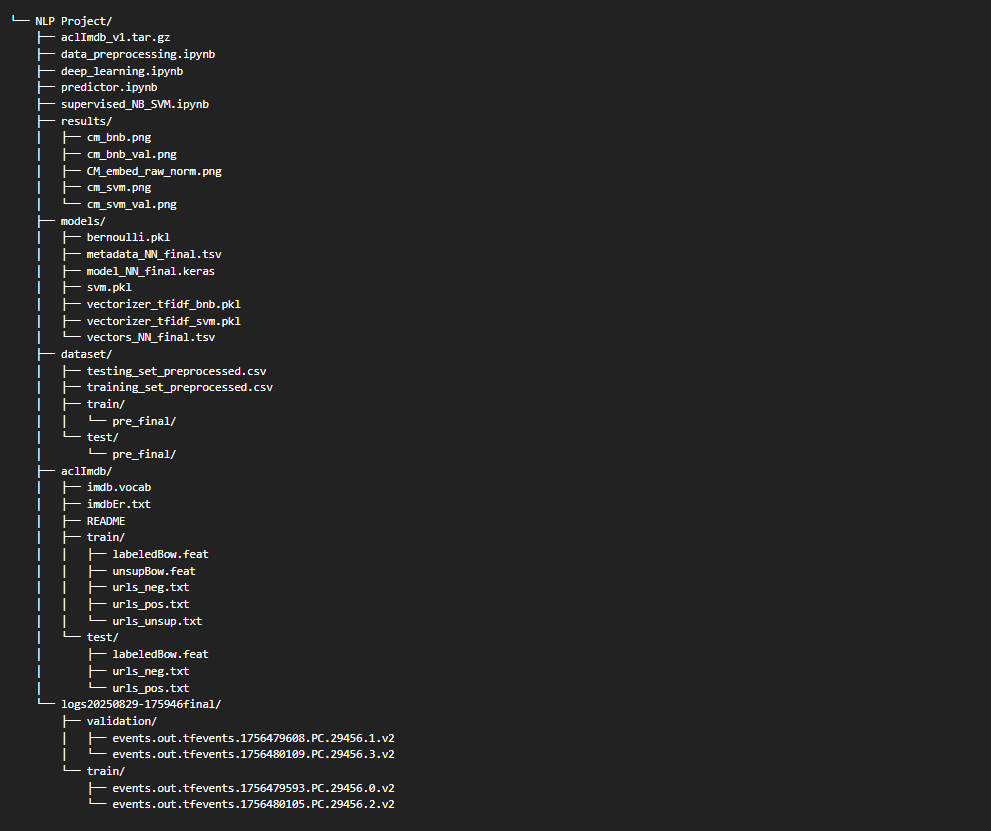 └── NLP Project/
    ├── aclImdb_v1.tar.gz
    ├── data_preprocessing.ipynb
    ├── deep_learning.ipynb
    ├── predictor.ipynb
    ├── supervised_NB_SVM.ipynb
    ├── results/
    │   ├── cm_bnb.png
    │   ├── cm_bnb_val.png
    │   ├── CM_embed_raw_norm.png
    │   ├── cm_svm.png
    │   └── cm_svm_val.png
    ├── models/
    │   ├── bernoulli.pkl
    │   ├── metadata_NN_final.tsv
    │   ├── model_NN_final.keras
    │   ├── svm.pkl
    │   ├── vectorizer_tfidf_bnb.pkl
    │   ├── vectorizer_tfidf_svm.pkl
    │   └── vectors_NN_final.tsv
    ├── dataset/
    │   ├── testing_set_preprocessed.csv
    │   ├── training_set_preprocessed.csv
    │   ├── train/
    │   │   └── pre_final/
    │   └── test/
    │       └── pre_final/
    ├── aclImdb/
    │   ├── imdb.vocab
    │   ├── imdbEr.txt
    │   ├── README
    │   ├── train/
    │   │   ├── labeledBow.feat
    │   │   ├── unsupBow.feat
    │   │   ├── urls_neg.txt
    │   │   ├── urls_pos.txt
    │   │   └── urls_unsup.txt
    │   └── test/
    │       ├── labeledBow.feat
    │       ├── urls_neg.txt
    │       └── urls_pos.txt
    └── logs20250829-175946final/
        ├── validation/
        │   ├── events.out.tfevents.1756479608.PC.29456.1.v2
        │   └── events.out.tfevents.1756480109.PC.29456.3.v2
        └── train/
            ├── events.out.tfevents.1756479593.PC.29456.0.v2
            └── events.out.tfevents.1756480105.PC.29456.2.v2